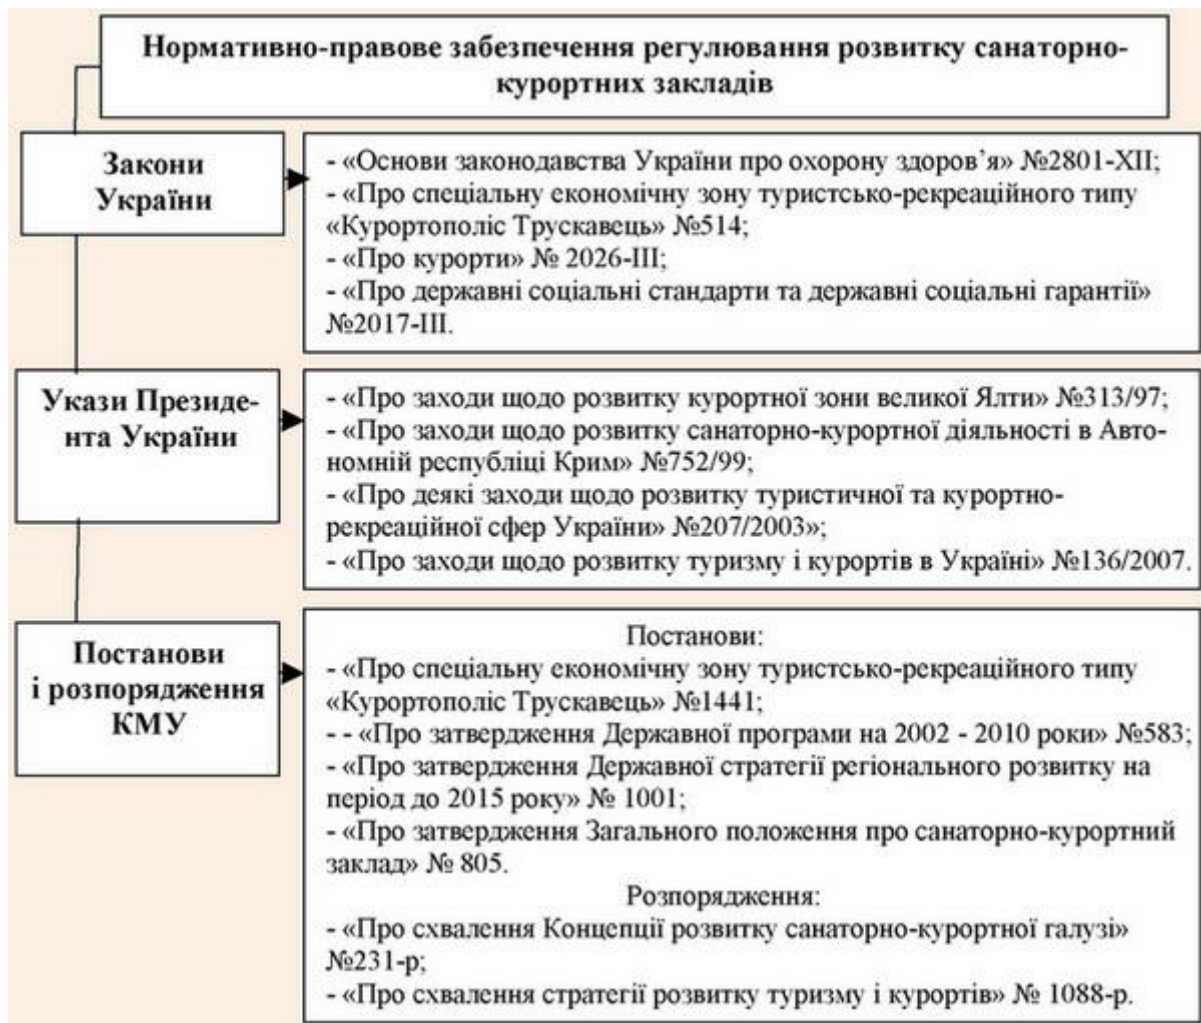 Нормативно-правове забезпечення регулювання розвитку санаторно-
курортних закладів
Закони
України
- «Основи законодавства України про охорону здоров’я» №2801-XII;
- «Про спеціальну економічну зону туристсько-рекреаційного типу
«Курортополіс Трускавець» №514;
- «Про курорти» № 2026-III;
- «Про державні соціальні стандарти та державні соціальні гарантії»
№2017-III.
Укази Президе-
нта України
- «Про заходи щодо розвитку курортної зони великої Ялти» №313/97;
- «Про заходи щодо розвитку санаторно-курортної діяльності в Авто-
номній республіці Крим» №752/99;
- «Про деякі заходи щодо розвитку туристичної та курортно-
рекреаційної сфер України» №207/2003»;
- «Про заходи щодо розвитку туризму і курортів в Україні» №136/2007.
Постанови
і розпорядження
КМУ
Постанови:
- «Про спеціальну економічну зону туристсько-рекреаційного типу
«Курортополіс Трускавець» №1441;
- - «Про затвердження Державної програми на 2002 - 2010 роки» №583;
- «Про затвердження Державної стратегії регіонального розвитку на
період до 2015 року» № 1001;
- «Про затвердження Загального положення про санаторно-курортний
заклад» № 805.
Розпорядження:
- «Про схвалення Концепції розвитку санаторно-курортної галузі»
№231-р;
- «Про схвалення стратегії розвитку туризму і курортів» № 1088-р.